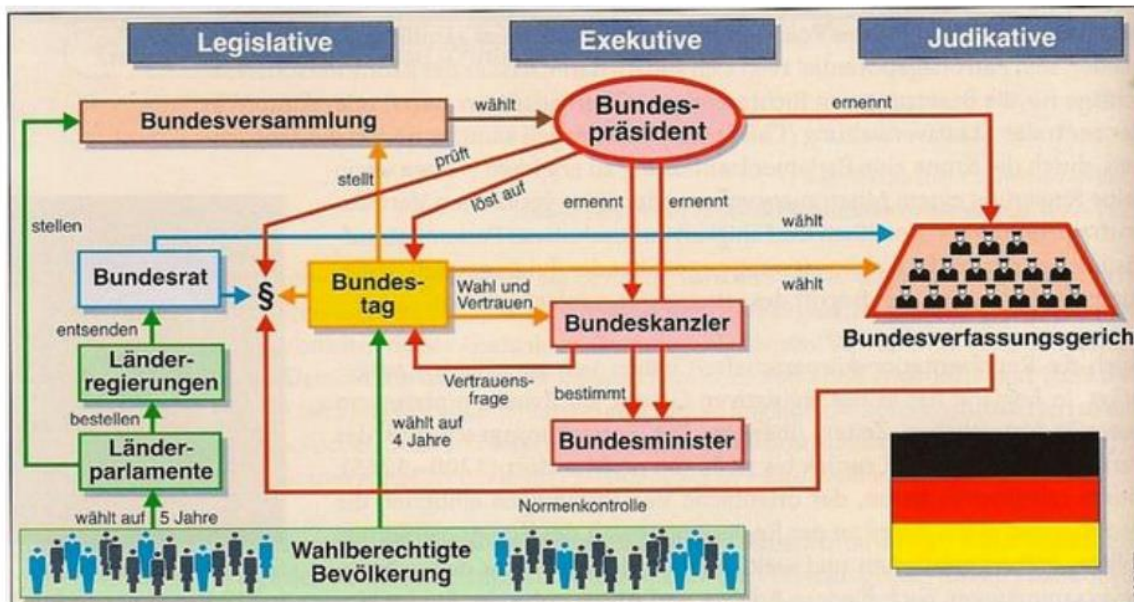 Legislative
Exekutive
Judikative
Bundesversammlung
wählt
Bundes-
präsident
ernennt
prüft
löst auf
stellt
stellen
ernennt
ernennt
wählt
Bundesrat
§
Bundes-
tag
Wahl und
Vertrauen
wählt
Bundeskanzler
Bundesverfassungsgerich
entsenden
Länder-
regierungen
Vertrauens-
frage
bestimmt
bestellen
wählt auf
4 Jahre
Länder-
parlamente
Bundesminister
wählt auf 5 Jahre
Normenkontrolle
Wahlberechtigte
Bevölkerung